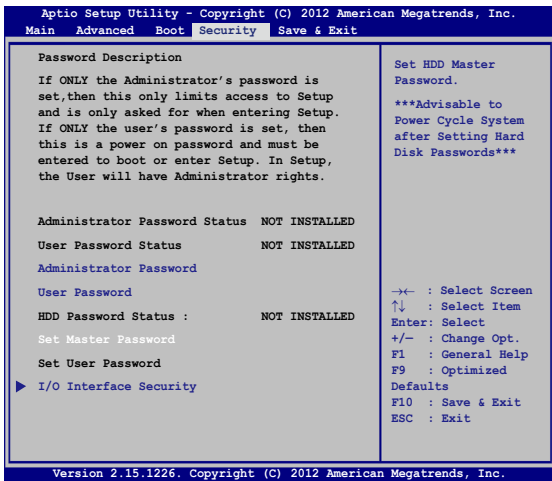 Aptio Setup Utility - Copyright (C) 2012 American Megatrends, Inc.
Main Advanced Boot Security Save & Exit
Password Description
If ONLY the Administrator's password is
set,then this only limits access to Setup
and is only asked for when entering Setup.
If ONLY the user's password is set, then
this is a power on password and must be
entered to boot or enter Setup. In Setup,
the User will have Administrator rights.
Administrator Password Status NOT INSTALLED
User Password Status NOT INSTALLED
Administrator Password
User Password
HDD Password Status : NOT INSTALLED
Set Master Password
Set User Password
I/O Interface Security
Set HDD Master
Password.
***Advisable to
Power Cycle System
after Setting Hard
Disk Passwords***
→← : Select Screen
↑↓ : Select Item
Enter: Select
+/— : Change Opt.
F1 : General Help
F9 : Optimized
Defaults
F10 : Save & Exit
ESC : Exit
Version 2.15.1226. Copyright (C) 2012 American Megatrends, Inc.